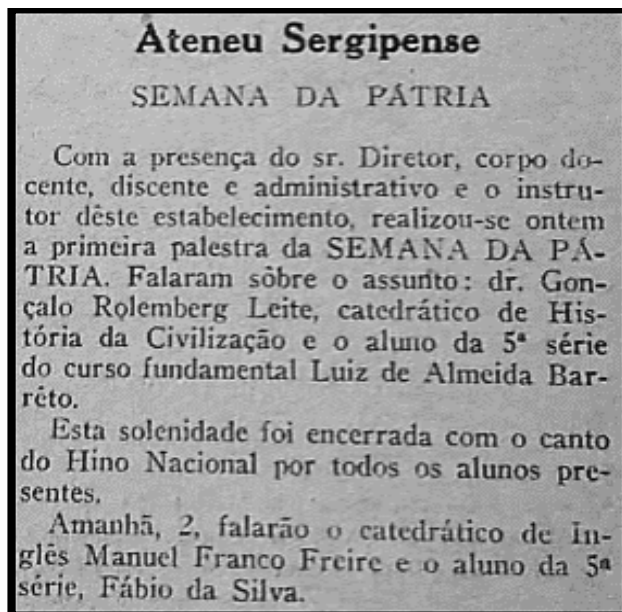 Ateneu Sergipense
SEMANA DA PÁTRIA
Com a presença do sr. Diretor, corpo do-
cente, discente e administrativo e o instru-
tor dêste estabelecimento, realizou-se ontem
a primeira palestra da SEMANA DA PÁ-
TRIA. Falaram sôbre o assunto: dr. Gon-
çalo Rolemberg Leite, catedrático de His-
tória da Civilização e o aluno da 5ª série
do curso fundamental Luiz de Almeida Bar-
rêto.
Esta solenidade foi encerrada com o canto
do Hino Nacional por todos os alunos pre-
sentes.
Amanhã, 2, falarão o catedrático de In-
glês Manuel Franco Freire e o aluno da 5ª
série, Fábio da Silva.